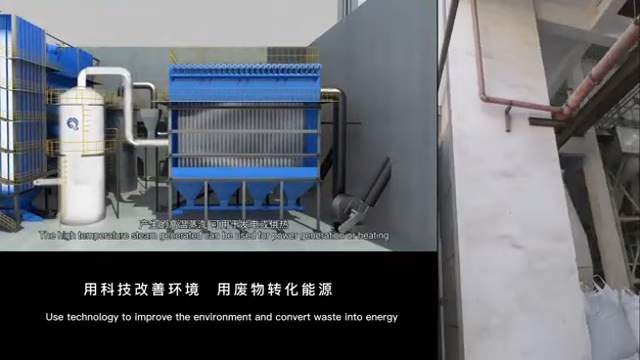 产生的高温蒸汽 可用于发电或供热
The high temperature steam generated can be used for power generation or heating
用科技改善环境 用废物转化能源
Use technology to improve the environment and convert waste into energy